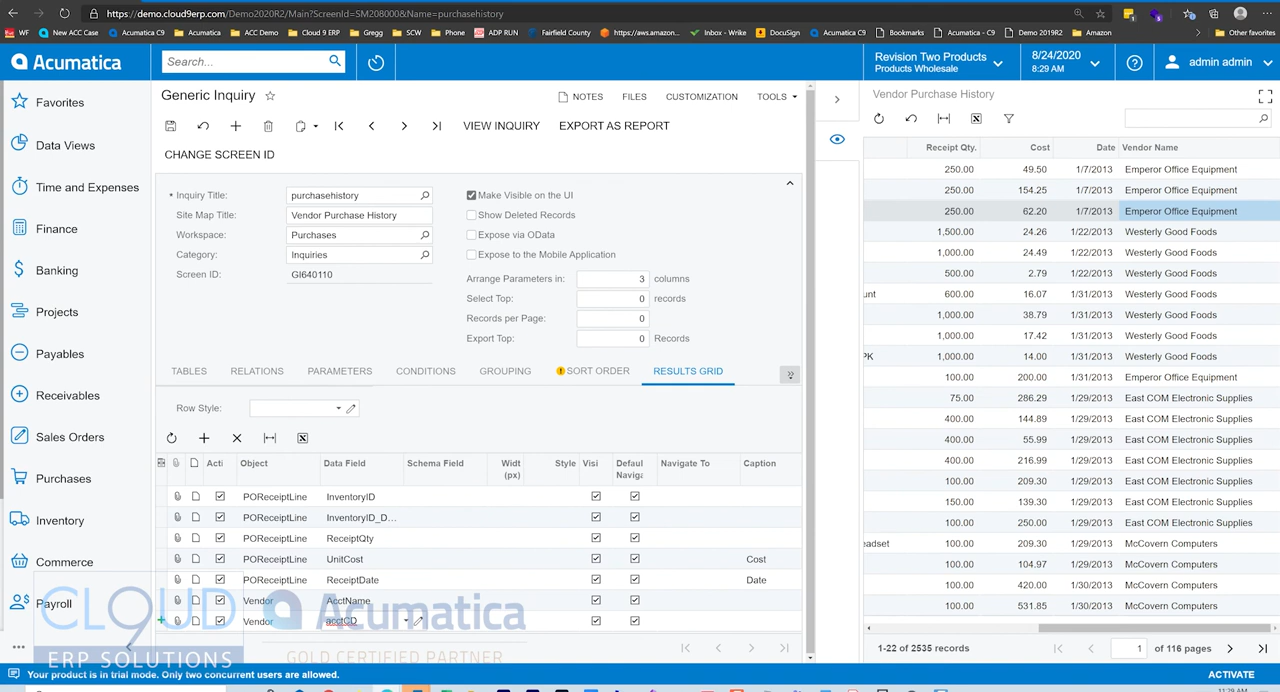 https://demo.cloud9erp.com/Demo2020R2/Main?ScreenId=SM208000&Name=purchasehistory
WF New ACC Case Acumatica C9 Acumatica ACC Demo Cloud 9 ERP Gregg SCW Phone ADP RUN Fairfield County https://aws.amazon... Inbox - Wrike DocuSign Acumatica C9 Bookmarks Acumatica - C9 Demo 2019R2 Amazon Other favorites
Acumatica
Search...
Revision Two Products
Products Wholesale
8/24/2020
8:29 AM
admin admin
Favorites
Data Views
Time and Expenses
Finance
Banking
Projects
Payables
Receivables
Sales Orders
Purchases
Inventory
Commerce
Payroll
Generic Inquiry
NOTES FILES CUSTOMIZATION TOOLS
VIEW INQUIRY EXPORT AS REPORT
CHANGE SCREEN ID
* Inquiry Title: purchasehistory
Site Map Title: Vendor Purchase History
Workspace: Purchases
Category: Inquiries
Screen ID: GI640110
Make Visible on the UI
Show Deleted Records
Expose via OData
Expose to the Mobile Application
Arrange Parameters in: 3 columns
Select Top: 0 records
Records per Page: 0
Export Top: 0 Records
TABLES RELATIONS PARAMETERS CONDITIONS GROUPING SORT ORDER RESULTS GRID
Row Style:
Acti Object Data Field Schema Field Widt (px) Style Visi Defaul Naviga Navigate To Caption
POReceiptLine InventoryID
POReceiptLine InventoryID_D...
POReceiptLine ReceiptQty
POReceiptLine UnitCost Cost
POReceiptLine ReceiptDate Date
Vendor AcctName
Vendor acctCD
CLOUD9
ERP SOLUTIONS
Acumatica
GOLD CERTIFIED PARTNER
Vendor Purchase History
Receipt Qty. Cost Date Vendor Name
250.00 49.50 1/7/2013 Emperor Office Equipment
250.00 154.25 1/7/2013 Emperor Office Equipment
250.00 62.20 1/7/2013 Emperor Office Equipment
1,500.00 24.26 1/22/2013 Westerly Good Foods
1,000.00 24.49 1/22/2013 Westerly Good Foods
500.00 2.79 1/22/2013 Westerly Good Foods
unt 600.00 16.07 1/31/2013 Westerly Good Foods
1,000.00 38.79 1/31/2013 Westerly Good Foods
1,000.00 17.42 1/31/2013 Westerly Good Foods
PK 1,000.00 14.00 1/31/2013 Westerly Good Foods
100.00 200.00 1/31/2013 Emperor Office Equipment
75.00 286.29 1/29/2013 East COM Electronic Supplies
400.00 144.89 1/29/2013 East COM Electronic Supplies
400.00 55.99 1/29/2013 East COM Electronic Supplies
400.00 216.99 1/29/2013 East COM Electronic Supplies
100.00 209.30 1/29/2013 East COM Electronic Supplies
150.00 139.30 1/29/2013 East COM Electronic Supplies
100.00 250.00 1/29/2013 East COM Electronic Supplies
eadset 100.00 209.30 1/29/2013 McCovern Computers
100.00 104.97 1/29/2013 McCovern Computers
100.00 420.00 1/30/2013 McCovern Computers
100.00 531.85 1/30/2013 McCovern Computers
1-22 of 2535 records 1 of 116 pages
Your product is in trial mode. Only two concurrent users are allowed. ACTIVATE